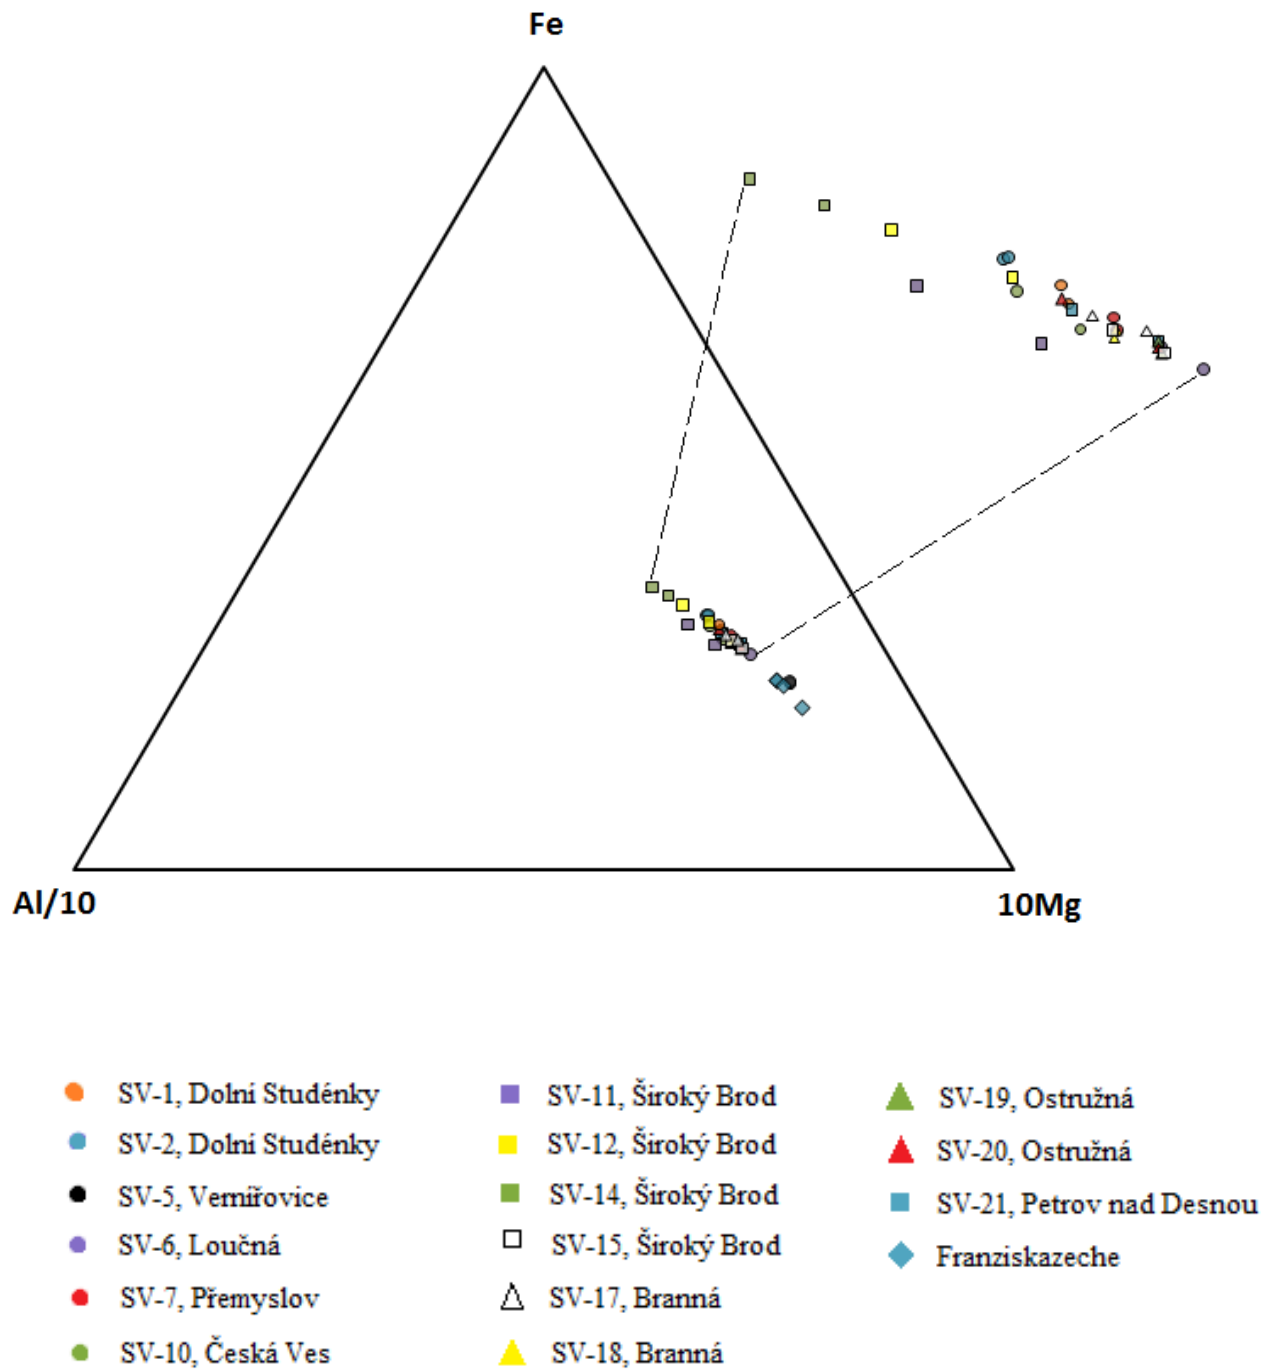 Fe
Al/10
10Mg
SV-1, Dolní Studénky
SV-2, Dolní Studénky
SV-5, Vernířovice
SV-6, Loučná
SV-7, Přemyslov
SV-10, Česká Ves
SV-11, Široký Brod
SV-12, Široký Brod
SV-14, Široký Brod
SV-15, Široký Brod
SV-17, Branná
SV-18, Branná
SV-19, Ostružná
SV-20, Ostružná
SV-21, Petrov nad Desnou
Franziskazeche